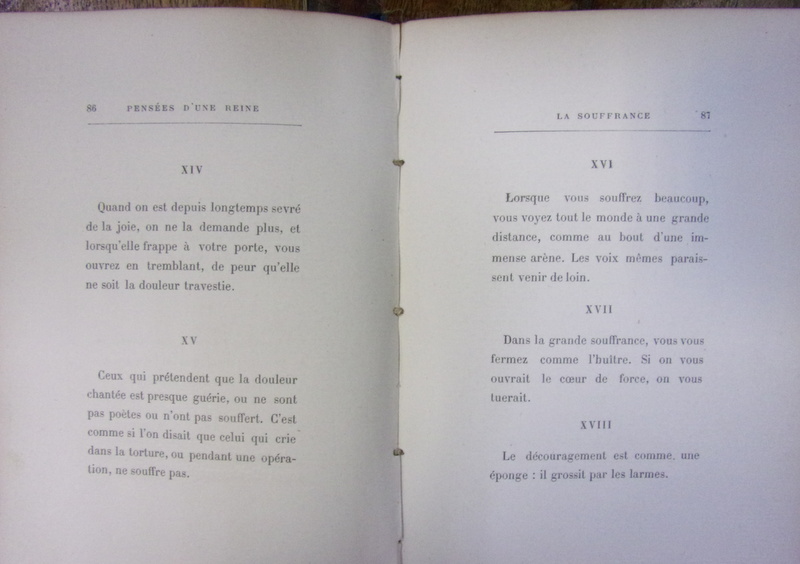 86 PENSÉES D'UNE REINE
XIV
Quand on est depuis longtemps sevré
de la joie, on ne la demande plus, et
lorsqu'elle frappe à votre porte, vous
ouvrez en tremblant, de peur qu'elle
ne soit la douleur travestie.
XV
Ceux qui prétendent que la douleur
chantée est presque guérie, ou ne sont
pas poètes ou n'ont pas souffert. C'est
comme si l'on disait que celui qui crie
dans la torture, ou pendant une opéra-
tion, ne souffre pas.
LA SOUFFRANCE 87
XVI
Lorsque vous souffrez beaucoup,
vous voyez tout le monde à une grande
distance, comme au bout d'une im-
mense arène. Les voix mêmes parais-
sent venir de loin.
XVII
Dans la grande souffrance, vous vous
fermez comme l'huître. Si on vous
ouvrait le cœur de force, on vous
tuerait.
XVIII
Le découragement est comme une
éponge : il grossit par les larmes.